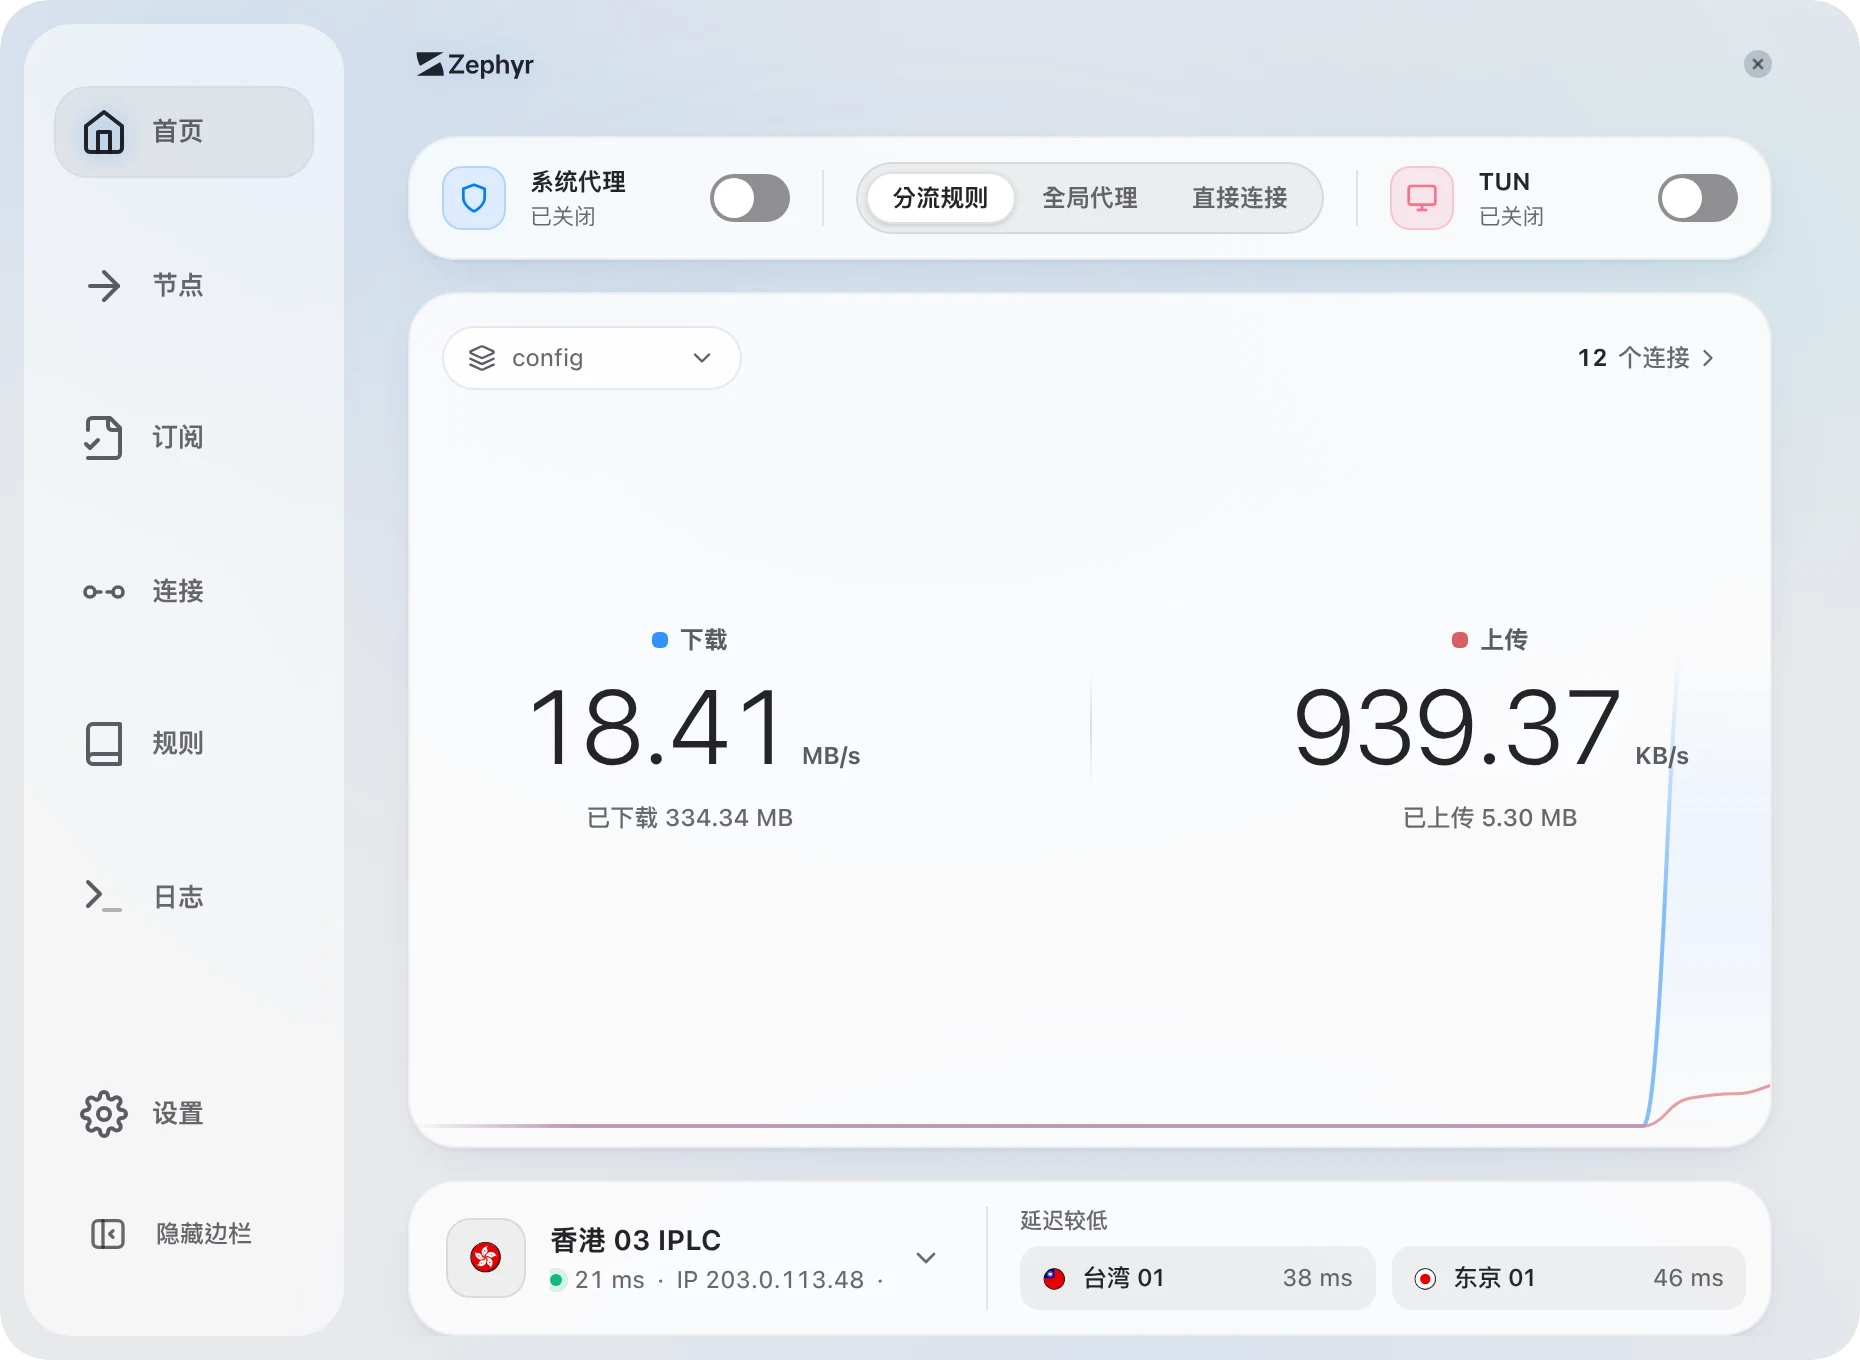 Zephyr
首页
节点
订阅
连接
规则
日志
设置
隐藏边栏
系统代理
已关闭
分流规则 全局代理 直接连接
TUN
已关闭
config
12 个连接
下载
18.41 MB/s
已下载 334.34 MB
上传
939.37 KB/s
已上传 5.30 MB
香港 03 IPLC
21 ms · IP 203.0.113.48 ·
延迟较低
台湾 01 38 ms
东京 01 46 ms